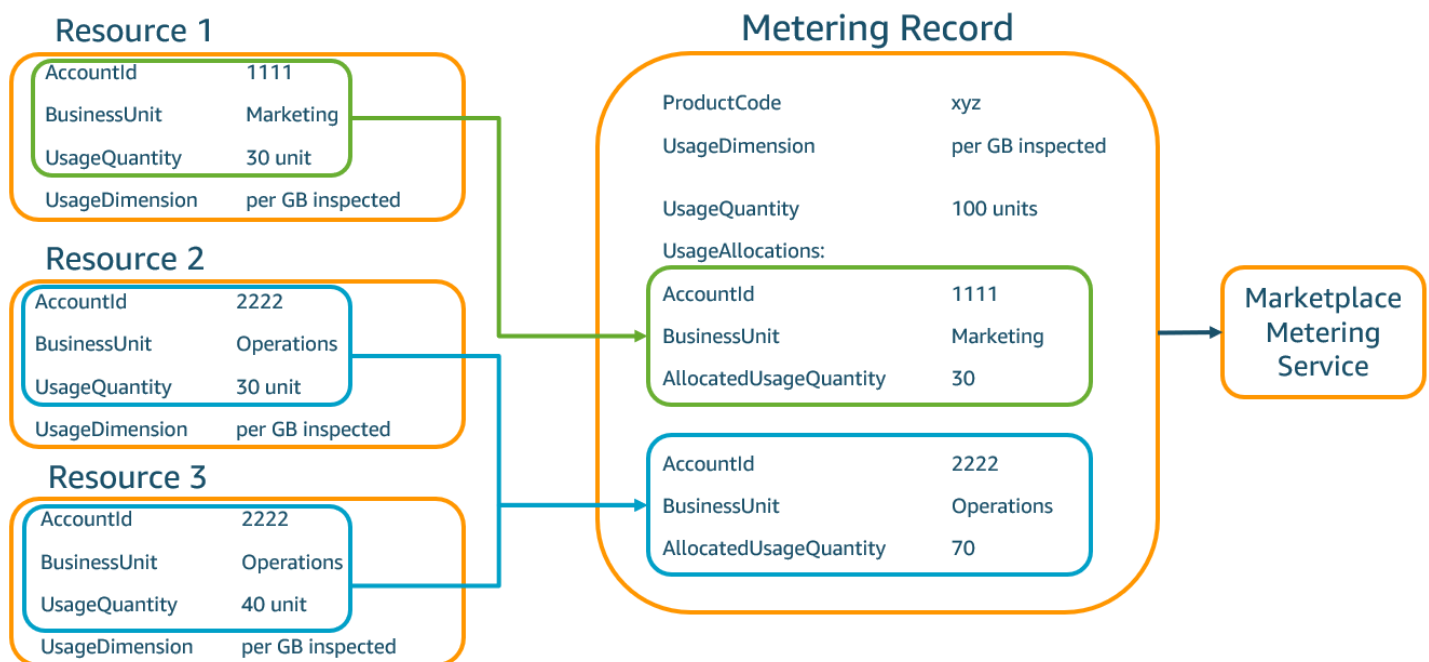 Resource 1
AccountId 1111
BusinessUnit Marketing
UsageQuantity 30 unit
UsageDimension per GB inspected
Resource 2
AccountId 2222
BusinessUnit Operations
UsageQuantity 30 unit
UsageDimension per GB inspected
Resource 3
AccountId 2222
BusinessUnit Operations
UsageQuantity 40 unit
UsageDimension per GB inspected
Metering Record
ProductCode xyz
UsageDimension per GB inspected
UsageQuantity 100 units
UsageAllocations:
AccountId 1111
BusinessUnit Marketing
AllocatedUsageQuantity 30
AccountId 2222
BusinessUnit Operations
AllocatedUsageQuantity 70
Marketplace
Metering
Service